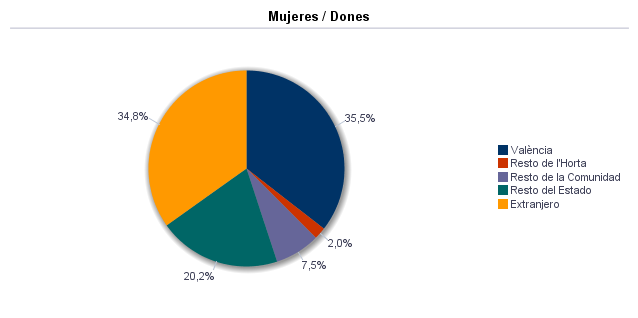 Mujeres / Dones
34,8%
35,5%
2,0%
7,5%
20,2%
València
Resto de l'Horta
Resto de la Comunidad
Resto del Estado
Extranjero